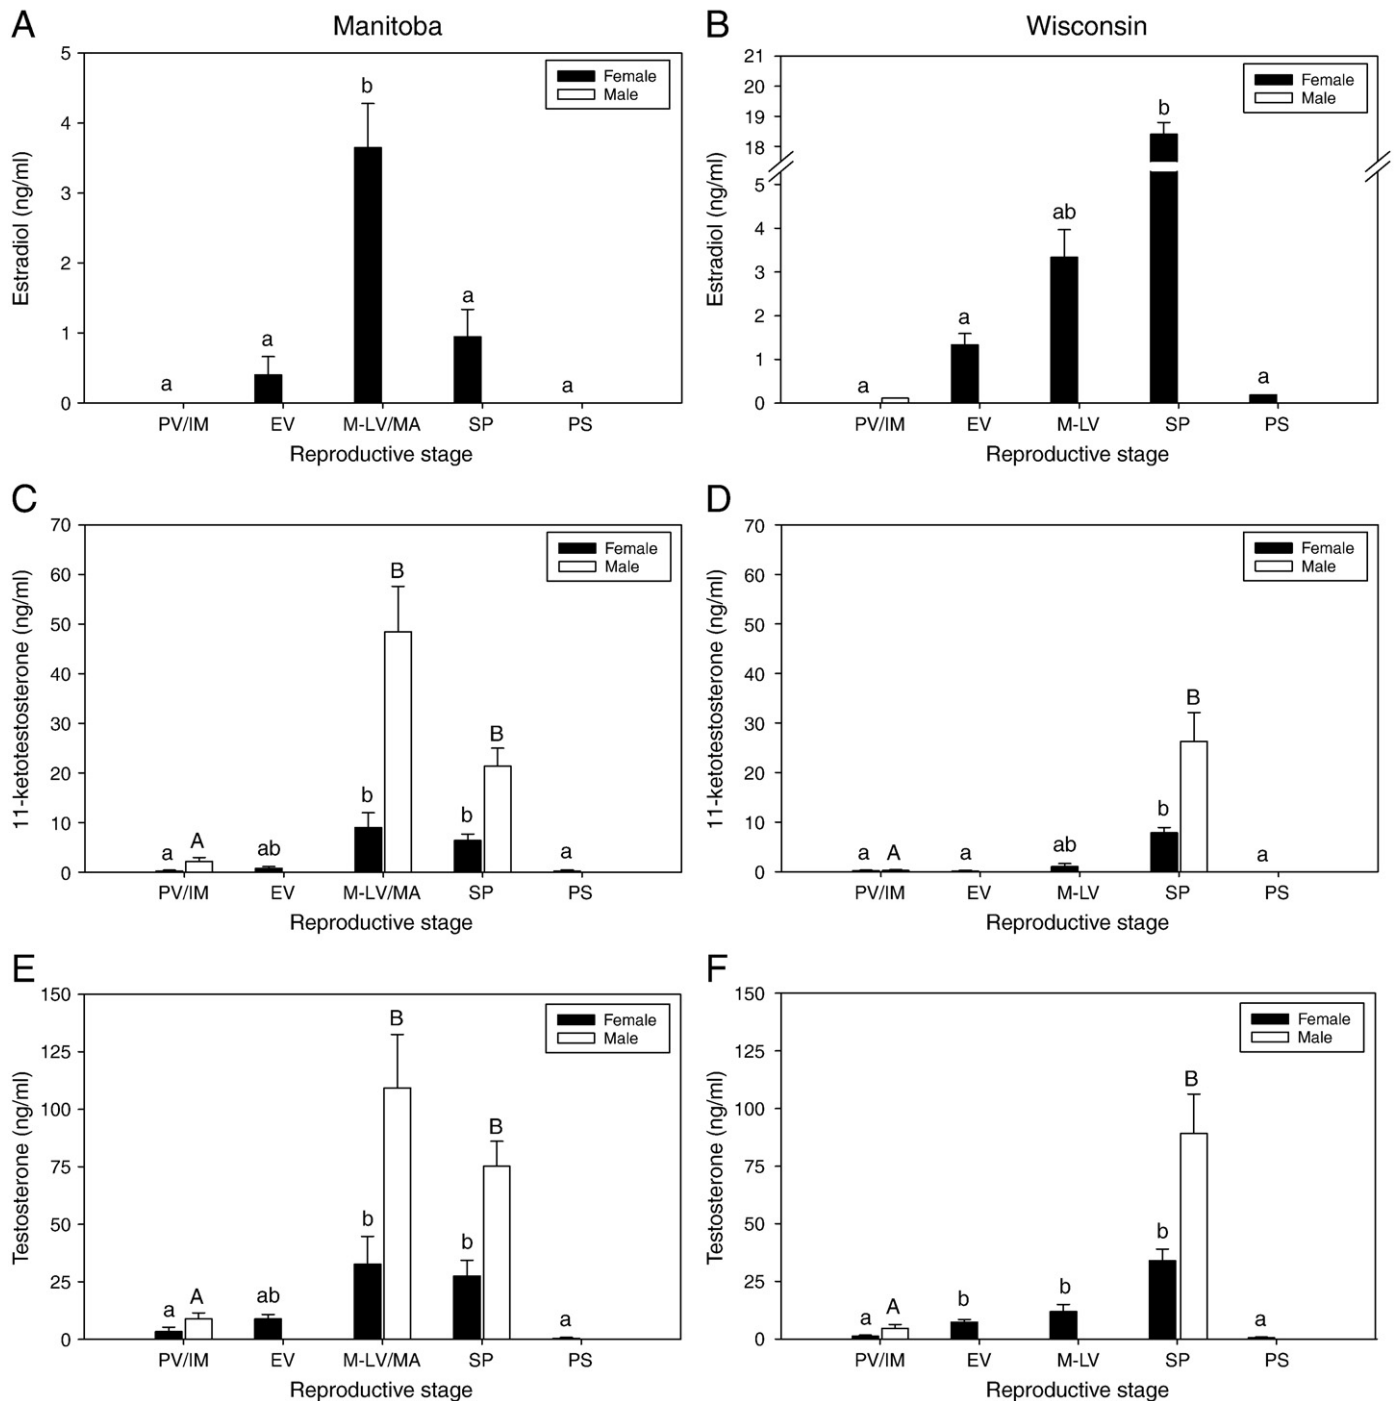 A
Manitoba
5
4
3
2
1
0
Estradiol (ng/ml)
Female
Male
a
a
b
a
a
PV/IM EV M-LV/MA SP PS
Reproductive stage
B
Wisconsin
21
20
19
18
5
4
3
2
1
0
Estradiol (ng/ml)
Female
Male
a
a
ab
b
a
PV/IM EV M-LV SP PS
Reproductive stage
C
70
60
50
40
30
20
10
0
11-ketotestosterone (ng/ml)
Female
Male
a A
ab
b B
b B
a
PV/IM EV M-LV/MA SP PS
Reproductive stage
D
70
60
50
40
30
20
10
0
11-ketotestosterone (ng/ml)
Female
Male
a A
a
ab
b B
a
PV/IM EV M-LV SP PS
Reproductive stage
E
150
125
100
75
50
25
0
Testosterone (ng/ml)
Female
Male
a A
ab
b B
b B
a
PV/IM EV M-LV/MA SP PS
Reproductive stage
F
150
125
100
75
50
25
0
Testosterone (ng/ml)
Female
Male
a A
b
b
b B
a
PV/IM EV M-LV SP PS
Reproductive stage